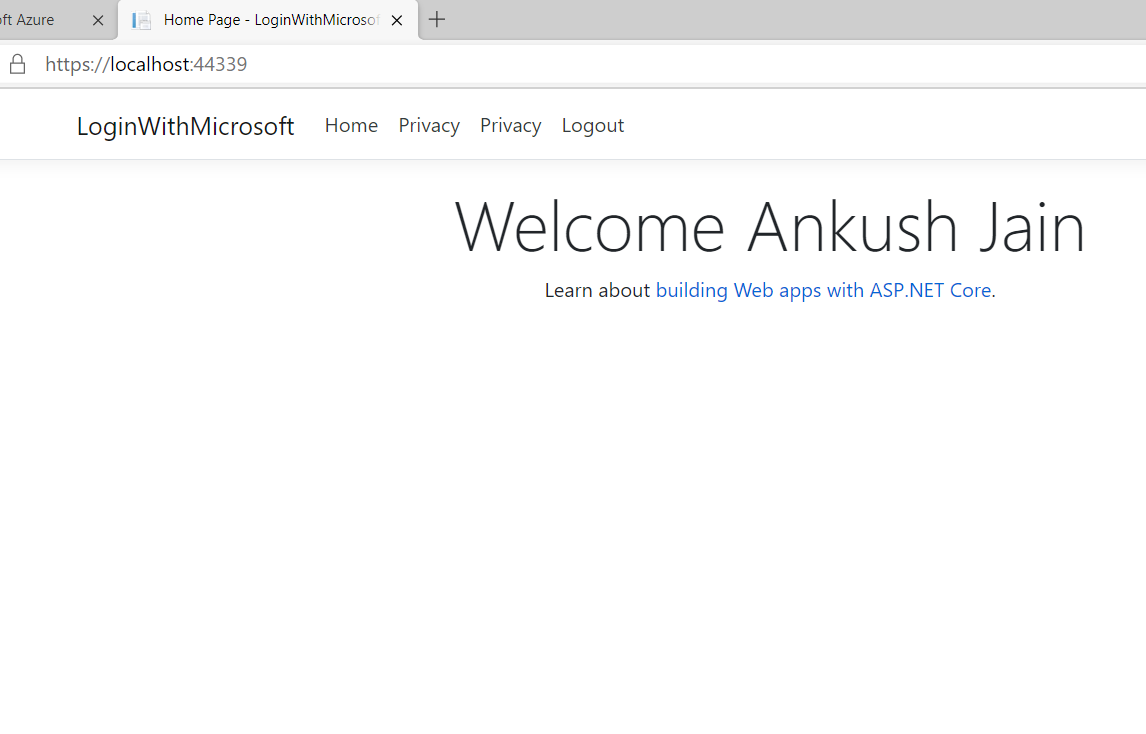 ft Azure
Home Page - LoginWithMicrosof
https://localhost:44339
LoginWithMicrosoft Home Privacy Privacy Logout
Welcome Ankush Jain
Learn about building Web apps with ASP.NET Core.